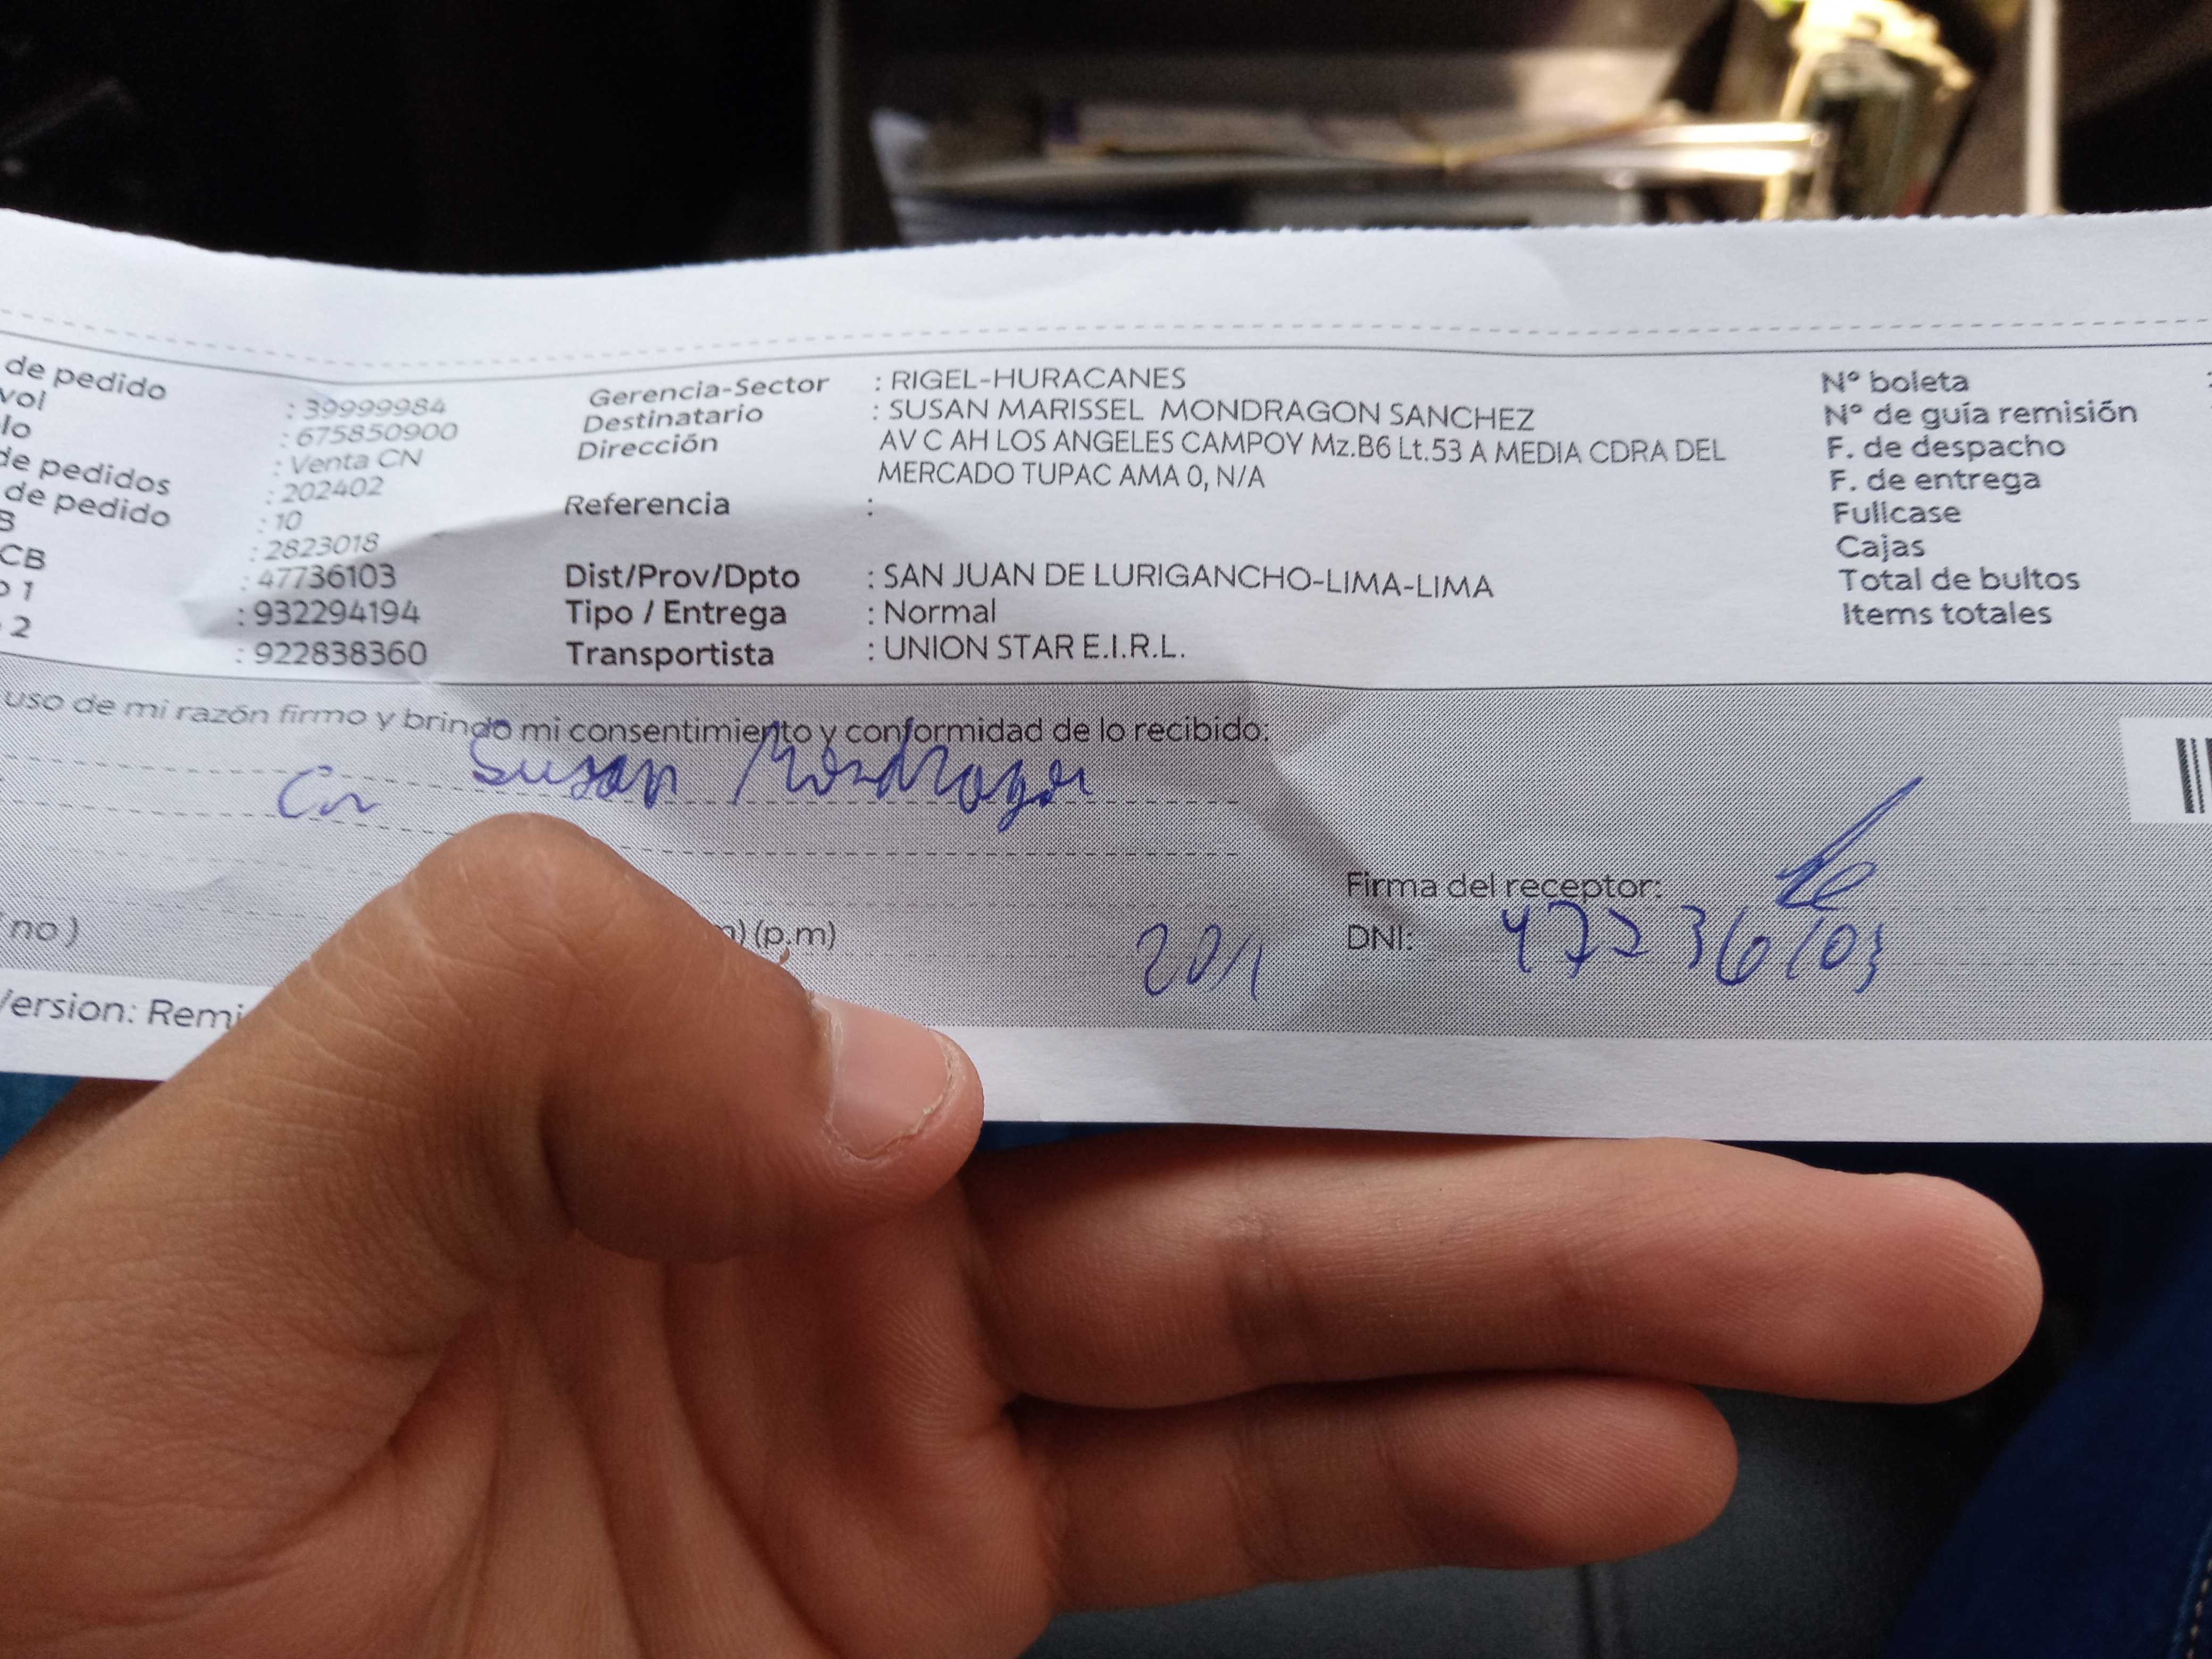 de pedido : 39999984
vol : 675850900
lo : Venta CN
de pedidos : 202402
de pedido : 10
B : 2823018
CB : 47736103
o 1 : 932294194
2 : 922838360
Gerencia-Sector : RIGEL-HURACANES
Destinatario : SUSAN MARISSEL MONDRAGON SANCHEZ
Dirección AV C AH LOS ANGELES CAMPOY Mz.B6 Lt.53 A MEDIA CDRA DEL
MERCADO TUPAC AMA 0, N/A
Referencia :
Dist/Prov/Dpto : SAN JUAN DE LURIGANCHO-LIMA-LIMA
Tipo / Entrega : Normal
Transportista : UNION STAR E.I.R.L.
Nº boleta :
Nº de guía remisión
F. de despacho
F. de entrega
Fullcase
Cajas
Total de bultos
Items totales
uso de mi razón firmo y brindo mi consentimiento y conformidad de lo recibido:
Susan Mondragon
Firma del receptor:
no ) ) (p.m) DNI:
Version: Remi